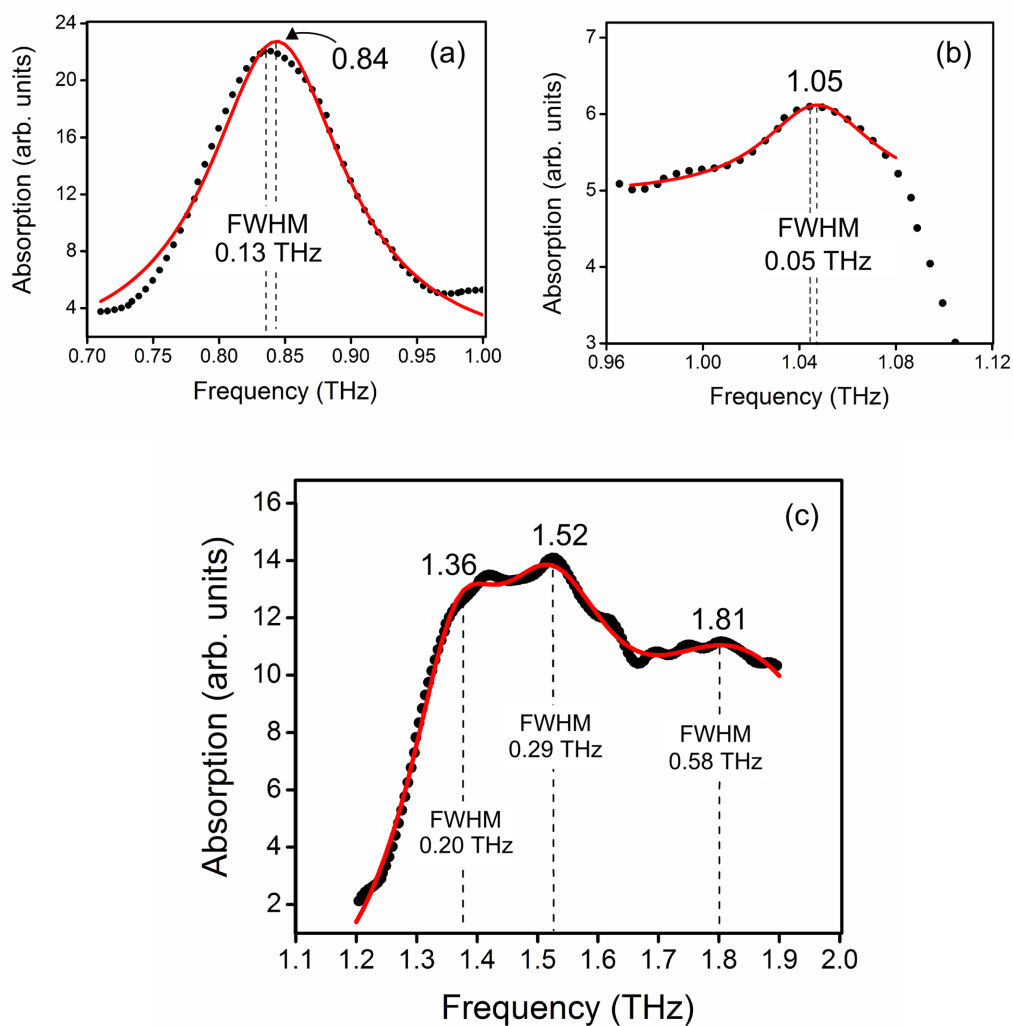 (a)
0.84
FWHM
0.13 THz
24
20
16
12
8
4
0.70
0.75
0.80
0.85
0.90
0.95
1.00
Absorption (arb. units)
Frequency (THz)
(b)
1.05
FWHM
0.05 THz
7
6
5
4
3
0.96
1.00
1.04
1.08
1.12
Absorption (arb. units)
Frequency (THz)
(c)
1.36
1.52
1.81
FWHM
0.29 THz
FWHM
0.58 THz
FWHM
0.20 THz
16
14
12
10
8
6
4
2
1.1
1.2
1.3
1.4
1.5
1.6
1.7
1.8
1.9
2.0
Absorption (arb. units)
Frequency (THz)